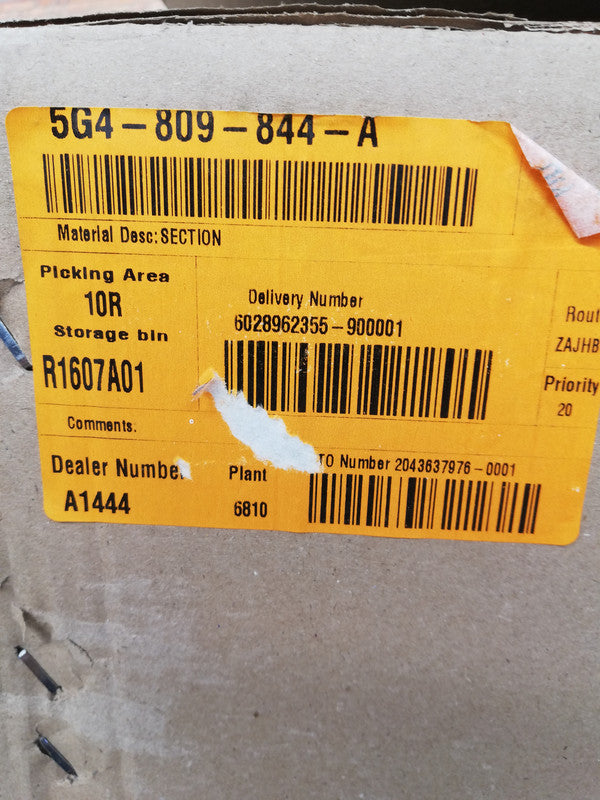 5G4-809-844-A
Material Desc: SECTION
Picking Area
10R
Storage bin
R1607A01
Delivery Number
6028962355-900001
Rout
ZAJHB
Priority
20
Comments:
Dealer Number
A1444
Plant
6810
TO Number 2043637976-0001